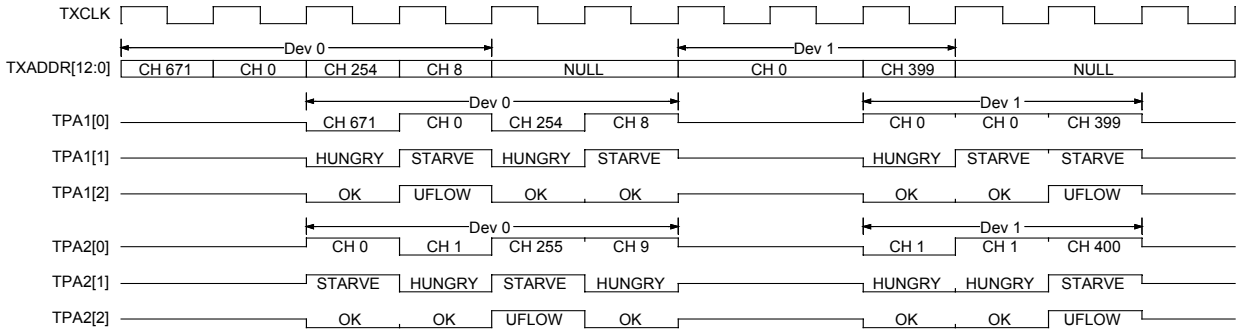 TXCLK
Dev 0 Dev 1
TXADDR[12:0] CH 671 CH 0 CH 254 CH 8 NULL CH 0 CH 399 NULL
Dev 0 Dev 1
TPA1[0] CH 671 CH 0 CH 254 CH 8 CH 0 CH 0 CH 399
TPA1[1] HUNGRY STARVE HUNGRY STARVE HUNGRY STARVE STARVE
TPA1[2] OK UFLOW OK OK OK OK UFLOW
Dev 0 Dev 1
TPA2[0] CH 0 CH 1 CH 255 CH 9 CH 1 CH 1 CH 400
TPA2[1] STARVE HUNGRY STARVE HUNGRY HUNGRY HUNGRY STARVE
TPA2[2] OK OK UFLOW OK OK OK UFLOW